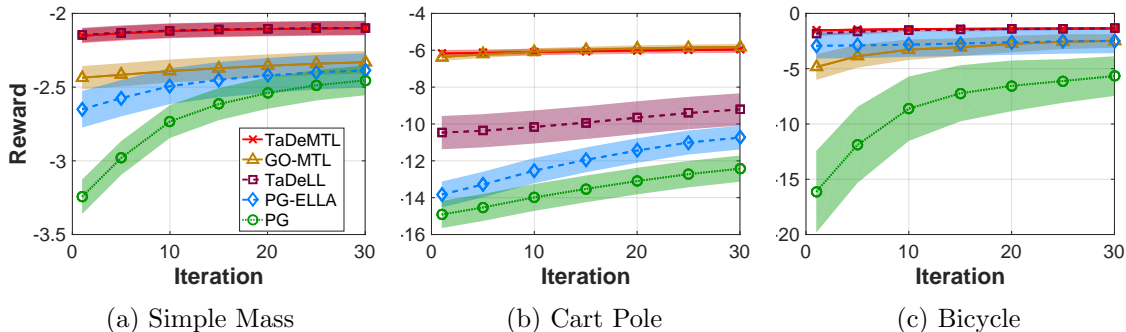 -2
-2.5
-3
-3.5
Reward
0
10
20
30
Iteration
TaDeMTL
GO-MTL
TaDeLL
PG-ELLA
PG
(a) Simple Mass
-4
-6
-8
-10
-12
-14
-16
0
10
20
30
Iteration
(b) Cart Pole
0
-5
-10
-15
-20
0
10
20
30
Iteration
(c) Bicycle